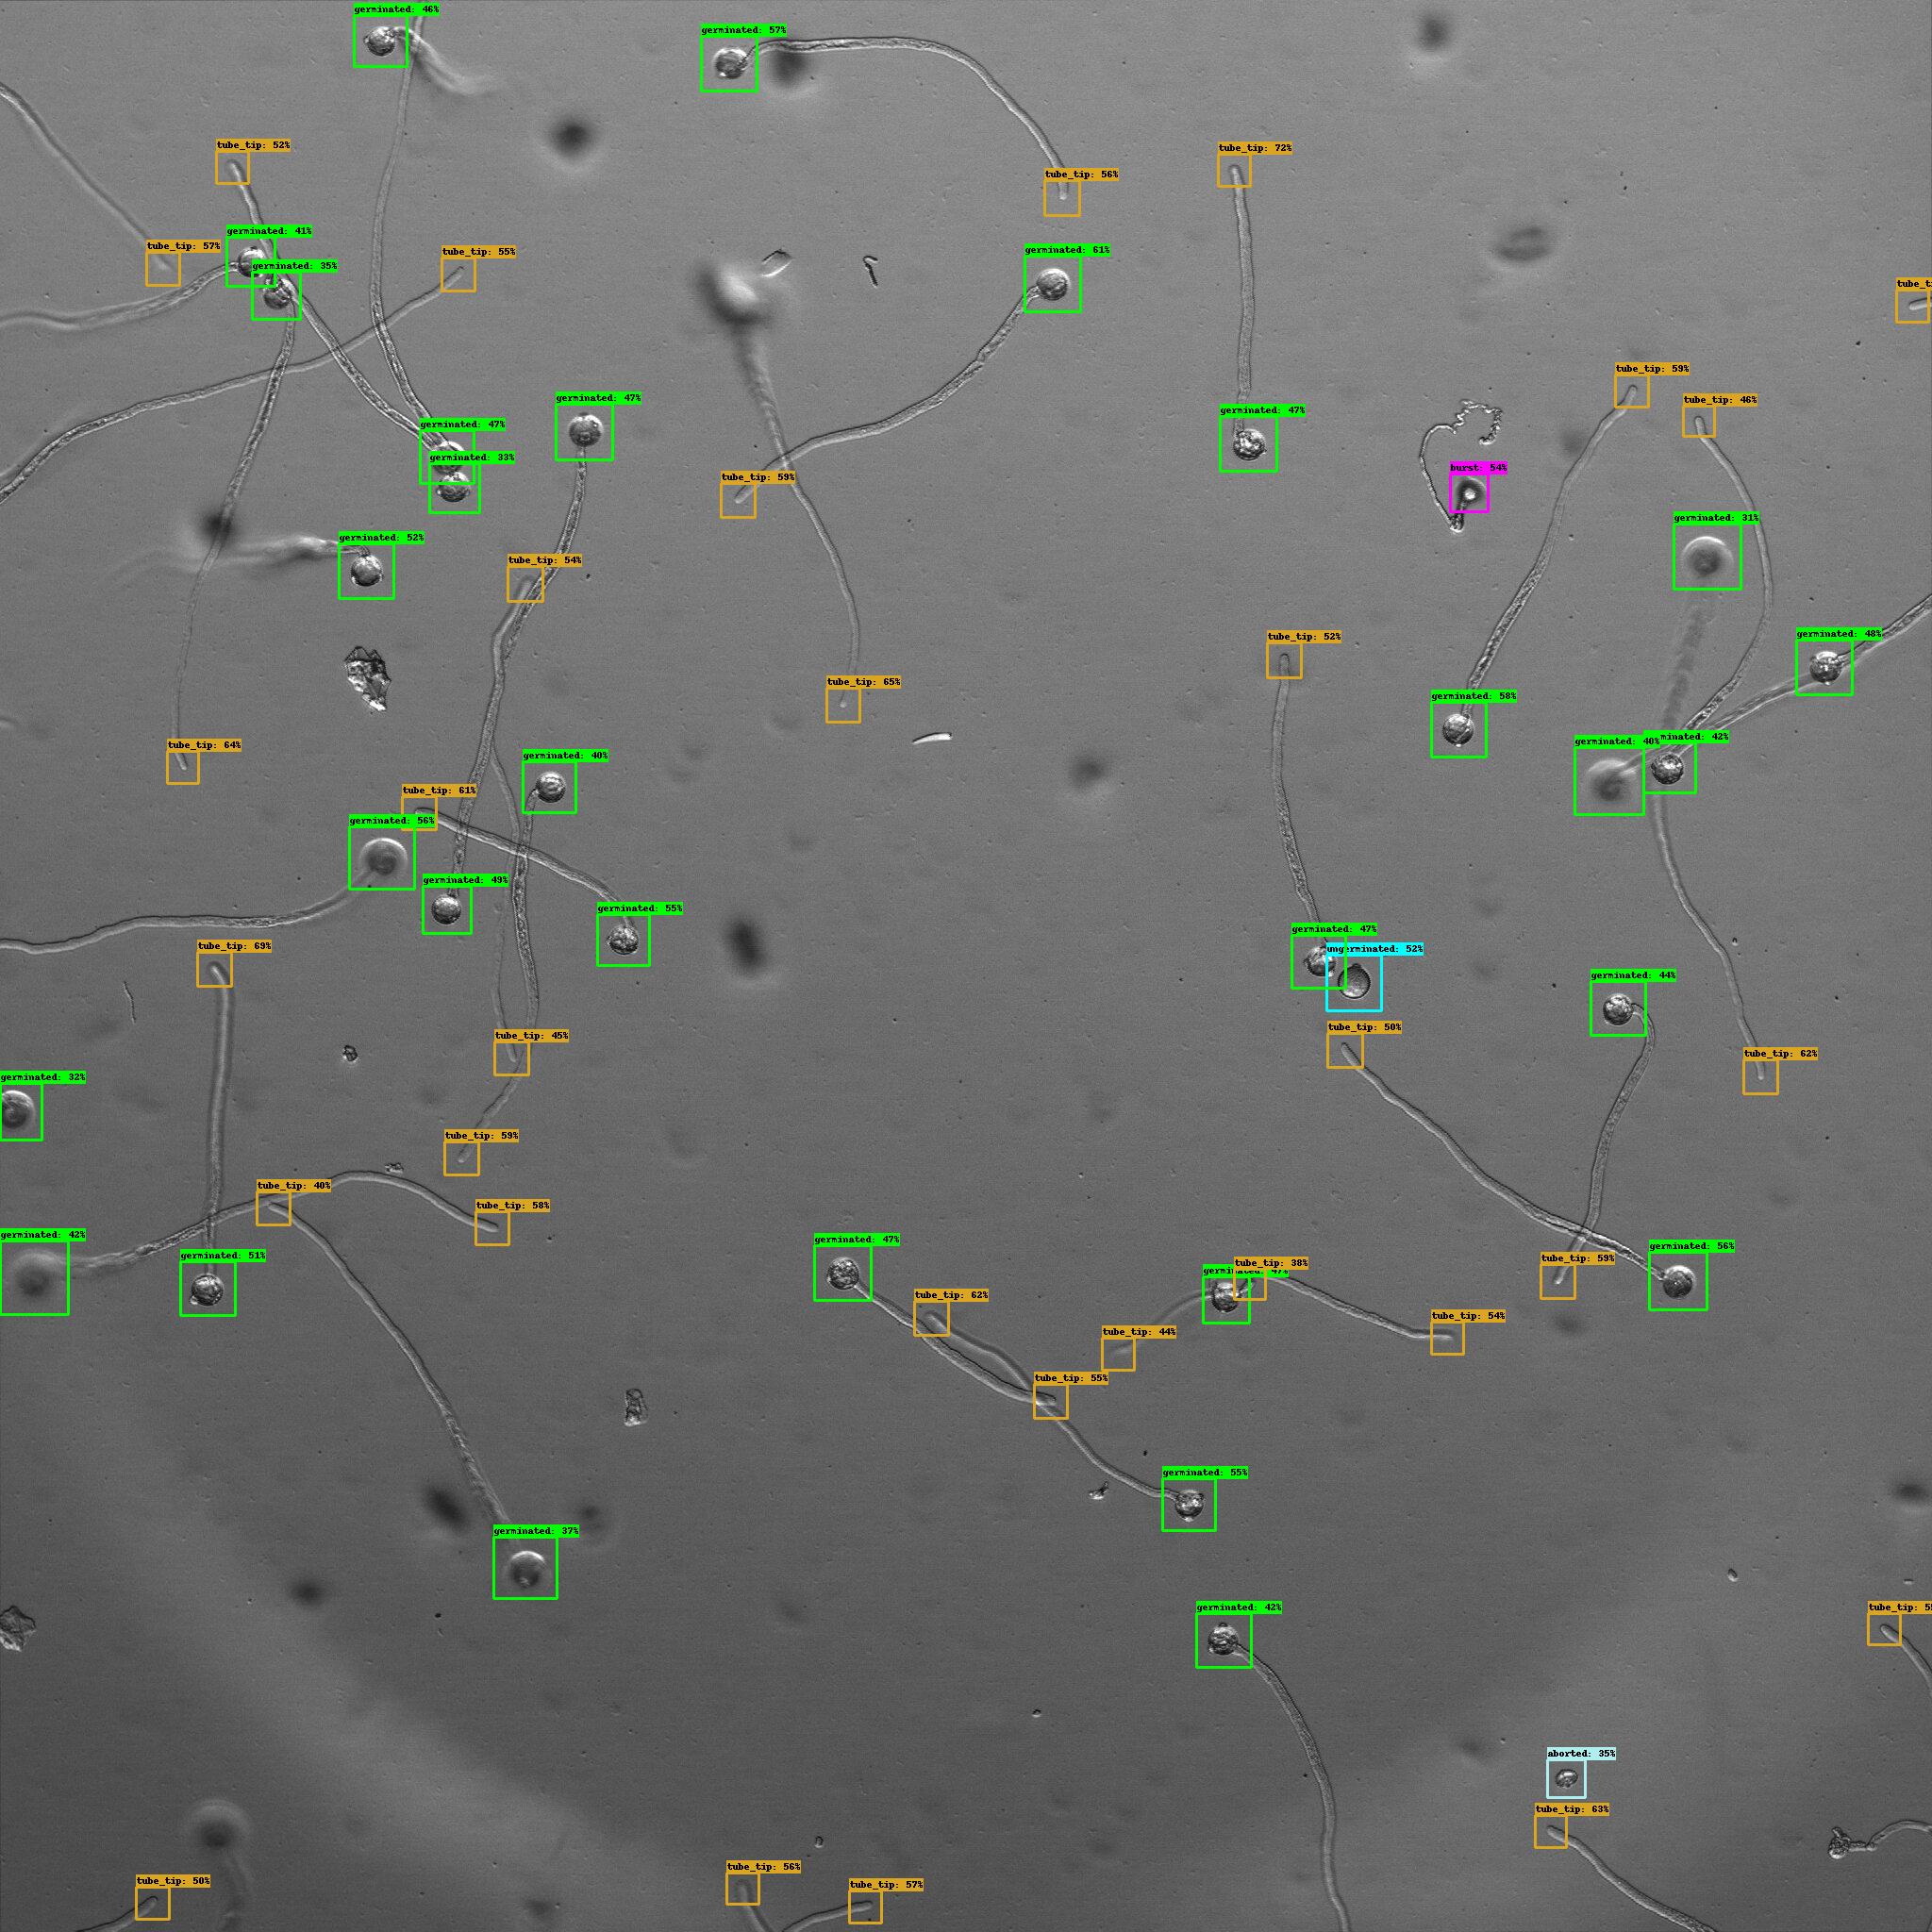 germinated: 46%
germinated: 57%
tube_tip: 52%
tube_tip: 72%
tube_tip: 56%
germinated: 41%
tube_tip: 57%
tube_tip: 55%
germinated: 61%
germinated: 35%
tube_tip: 59%
germinated: 47%
tube_tip: 46%
germinated: 47%
germinated: 47%
germinated: 33%
burst: 54%
tube_tip: 59%
germinated: 31%
germinated: 52%
tube_tip: 54%
germinated: 48%
tube_tip: 52%
tube_tip: 65%
germinated: 58%
germinated: 42%
germinated: 40%
tube_tip: 64%
germinated: 40%
tube_tip: 61%
germinated: 56%
germinated: 49%
germinated: 55%
germinated: 47%
tube_tip: 69%
ungerminated: 52%
germinated: 44%
tube_tip: 50%
tube_tip: 45%
tube_tip: 62%
germinated: 32%
tube_tip: 59%
tube_tip: 40%
tube_tip: 58%
germinated: 42%
germinated: 47%
germinated: 56%
germinated: 51%
tube_tip: 59%
tube_tip: 38%
tube_tip: 62%
tube_tip: 54%
tube_tip: 44%
tube_tip: 55%
germinated: 55%
germinated: 37%
germinated: 42%
aborted: 35%
tube_tip: 63%
tube_tip: 56%
tube_tip: 50%
tube_tip: 57%